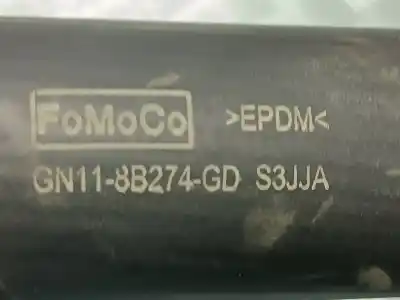 FoMoCo >EPDM<
GN11-8B274-GD S3JJA